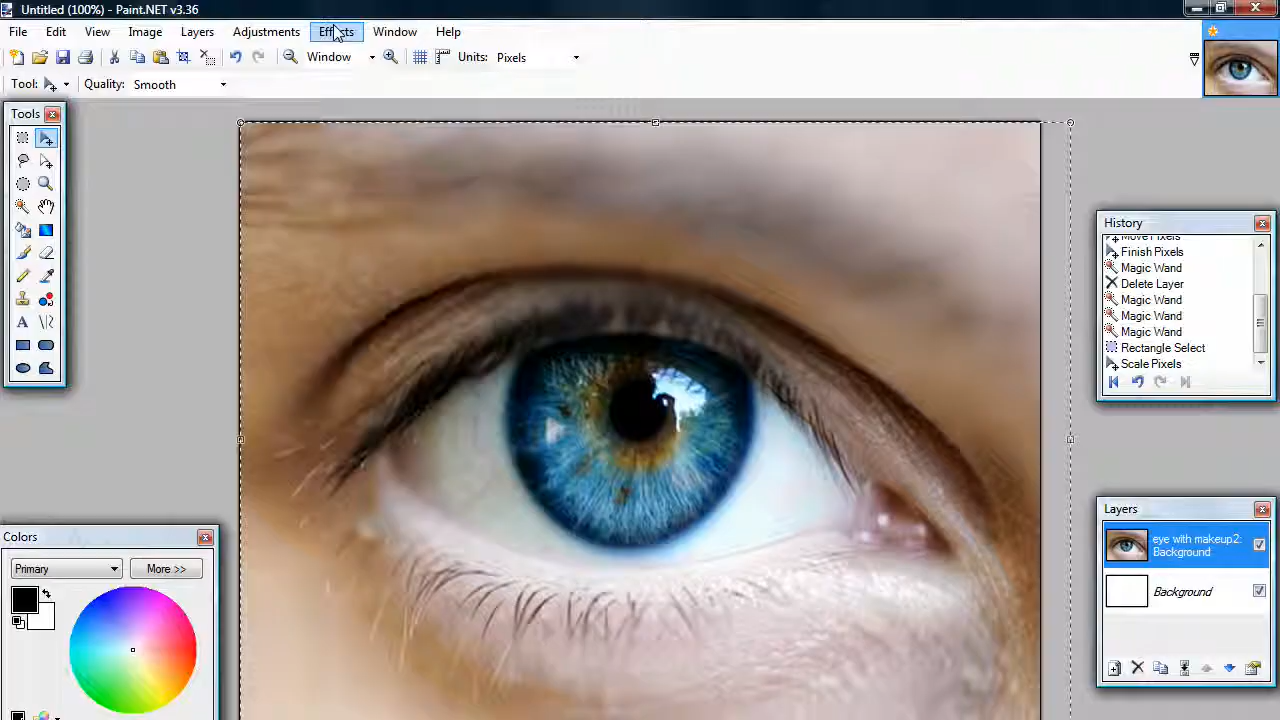 Untitled (100%) - Paint.NET v3.36
File Edit View Image Layers Adjustments Effects Window Help
Window Units: Pixels
Tool: Quality: Smooth
Tools
History
Move Pixels
Finish Pixels
Magic Wand
Delete Layer
Magic Wand
Magic Wand
Magic Wand
Rectangle Select
Scale Pixels
Layers
eye with makeup2:
Background
Background
Colors
Primary More >>